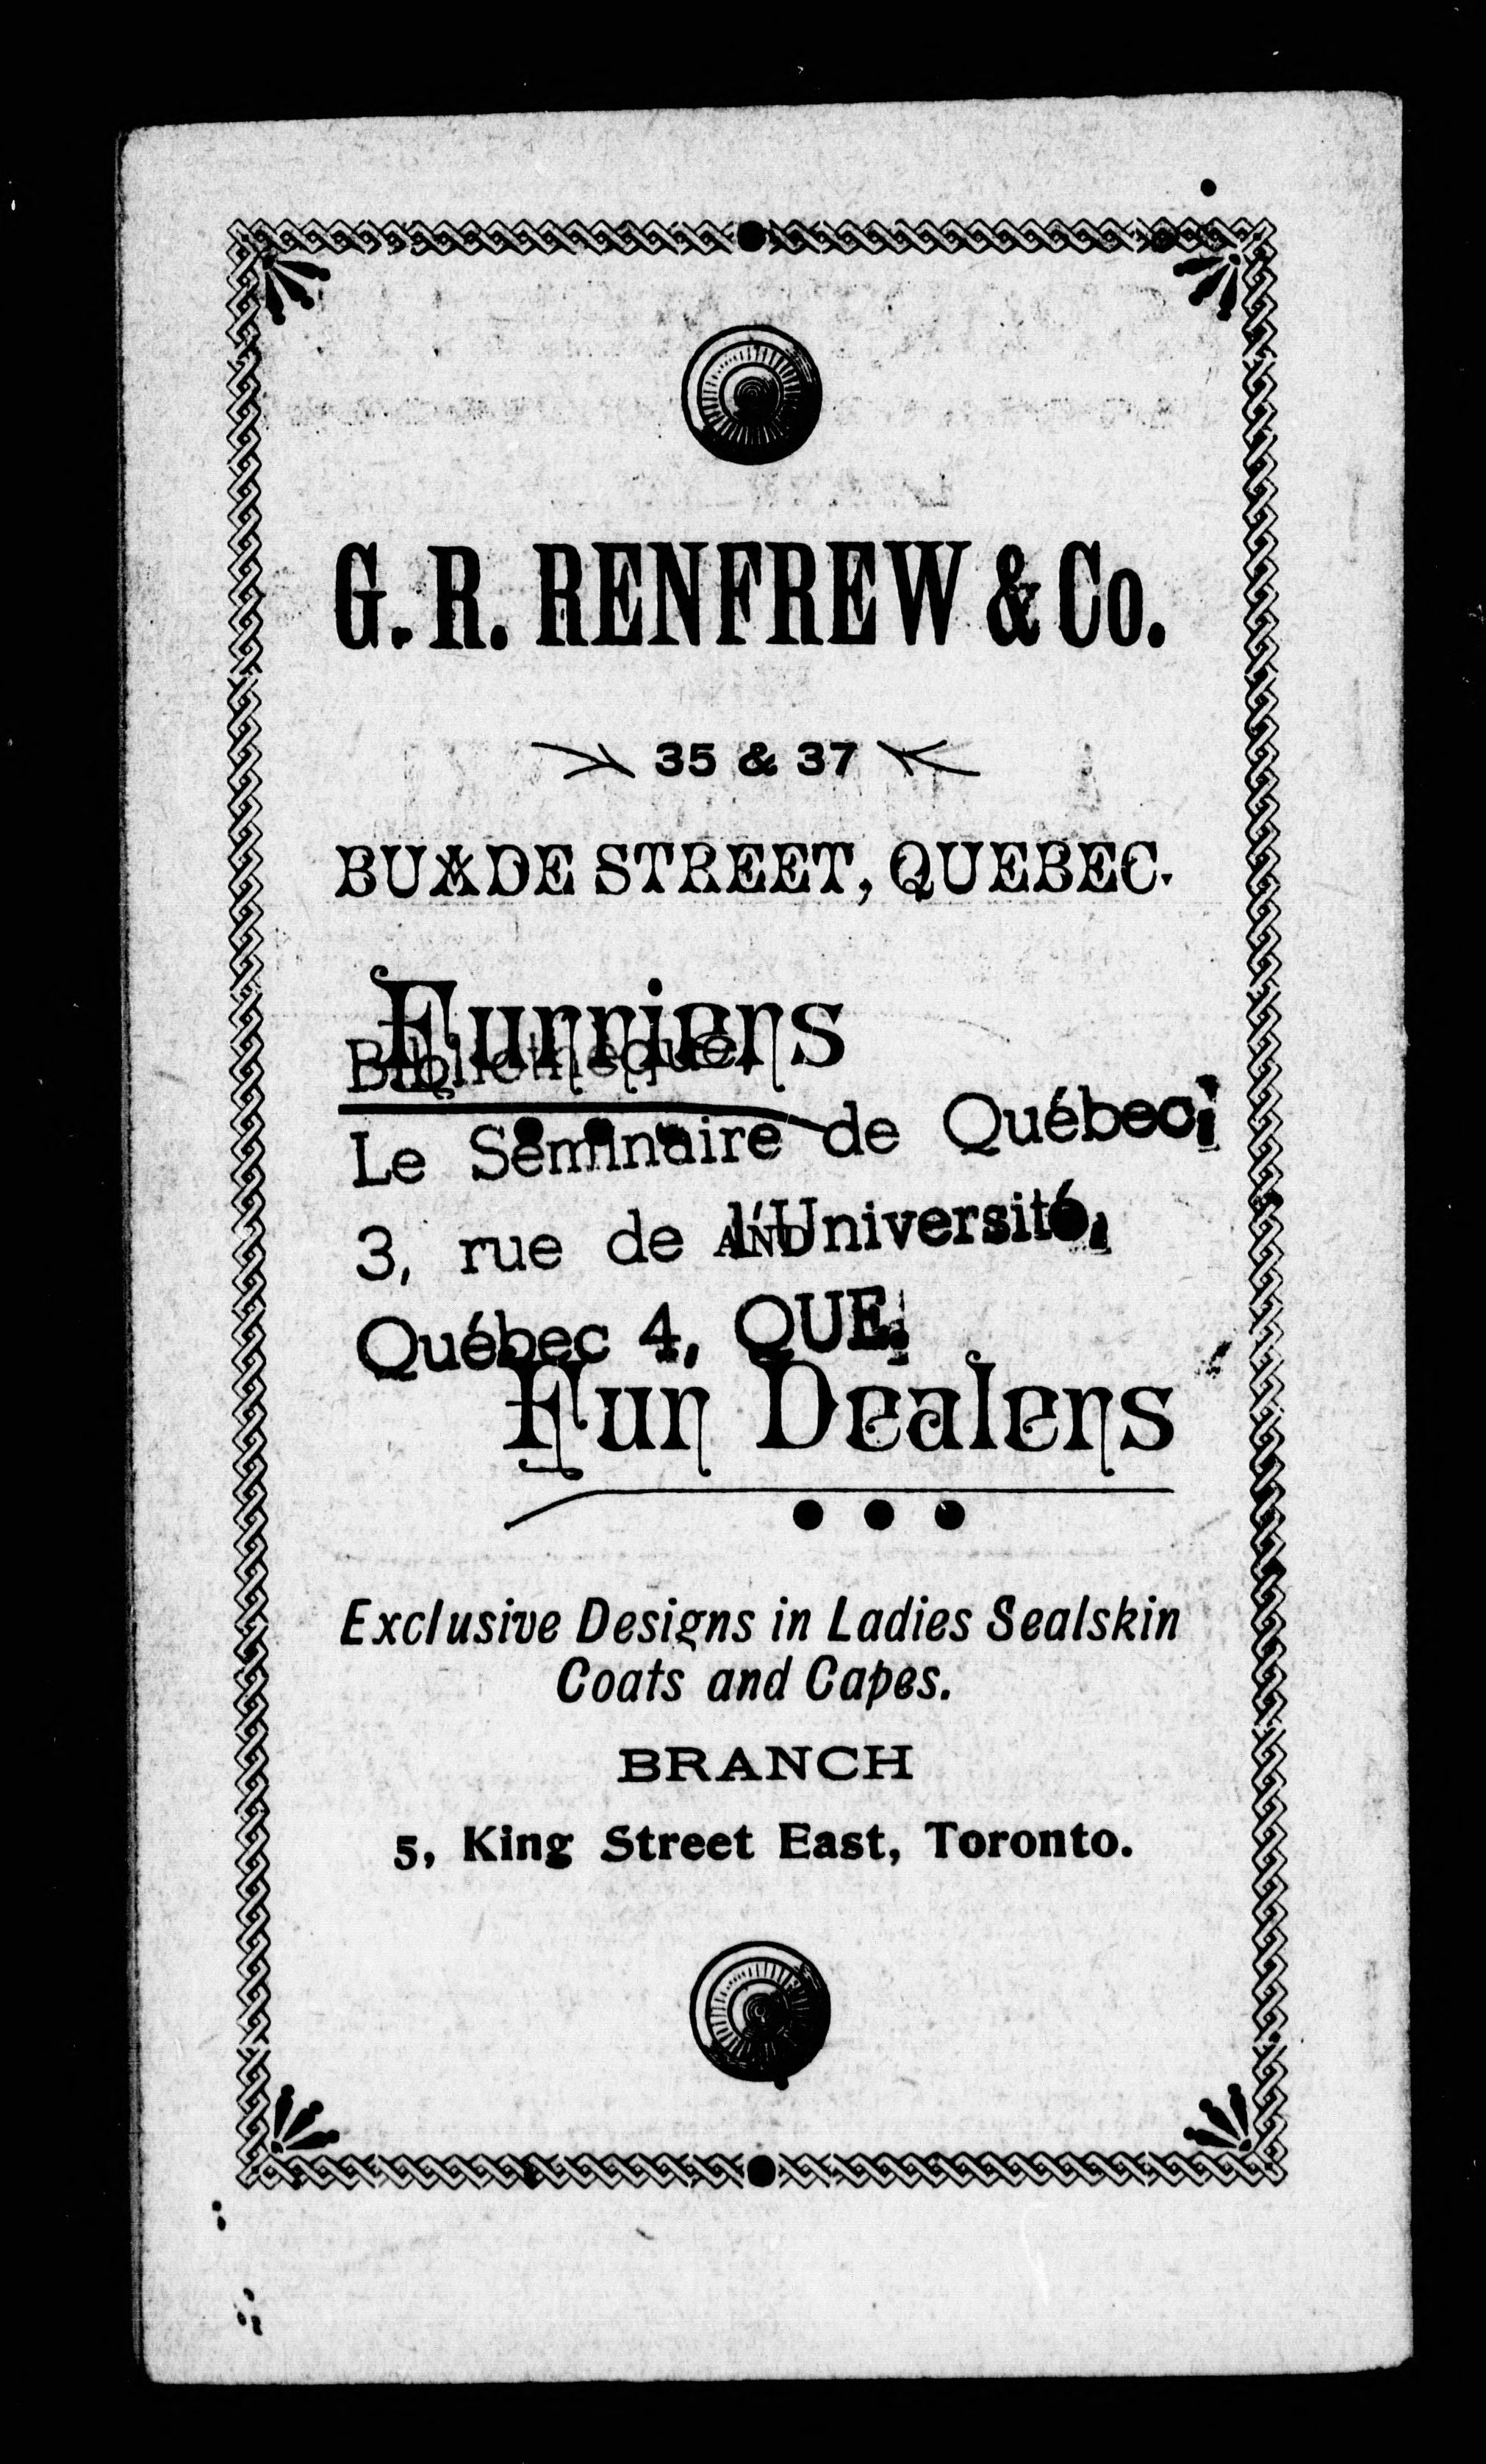 G. R. RENFREW & Co.
35 & 37
BUADE STREET, QUEBEC.
Furriers
Bibliothèque,
Le Séminaire de Québec,
3, rue de l'Université,
AND
Québec 4, QUE.
Fur Dealers
Exclusive Designs in Ladies Sealskin
Coats and Capes.
BRANCH
5, King Street East, Toronto.